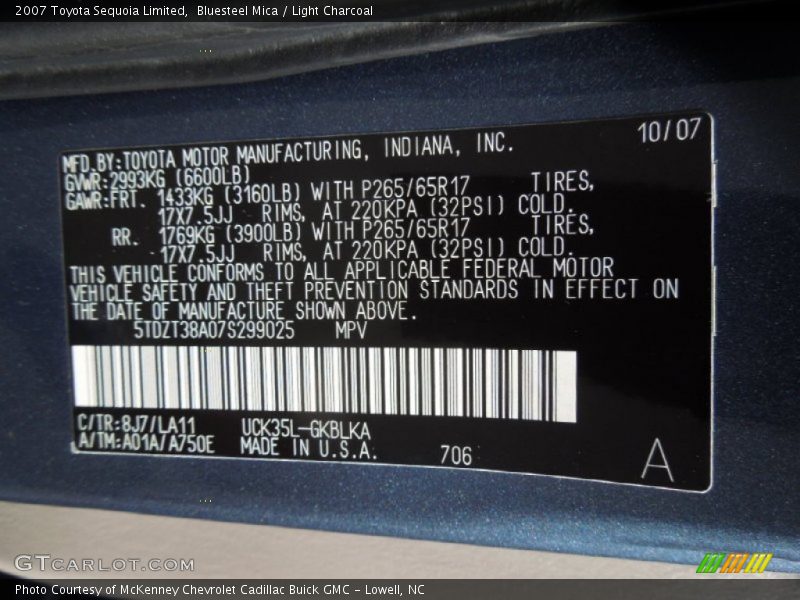 2007 Toyota Sequoia Limited,  Bluesteel Mica / Light Charcoal
10/07
MFD.BY:TOYOTA MOTOR MANUFACTURING, INDIANA, INC.
GVWR:2993KG (6600LB)
GAWR:FRT. 1433KG (3160LB) WITH P265/65R17 TIRES,
17X7.5JJ RIMS, AT 220KPA (32PSI) COLD.
RR. 1769KG (3900LB) WITH P265/65R17 TIRES,
17X7.5JJ RIMS, AT 220KPA (32PSI) COLD.
THIS VEHICLE CONFORMS TO ALL APPLICABLE FEDERAL MOTOR
VEHICLE SAFETY AND THEFT PREVENTION STANDARDS IN EFFECT ON
THE DATE OF MANUFACTURE SHOWN ABOVE.
5TDZT38A07S299025 MPV
C/TR:8J7/LA11 UCK35L-GKBLKA
A/TM:A01A/A750E MADE IN U.S.A. 706 A
GTCARLOT.COM
Photo Courtesy of McKenney Chevrolet Cadillac Buick GMC - Lowell, NC